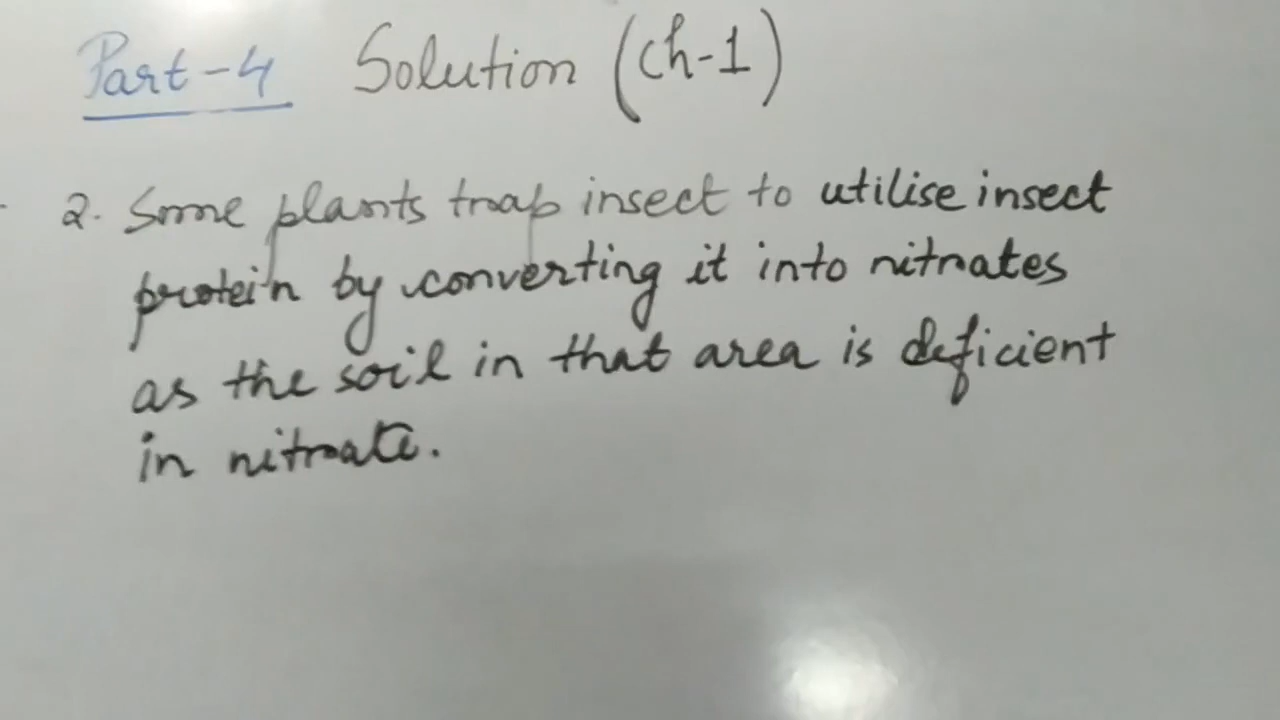 Part-4 Solution (Ch-1)
2. Some plants trap insect to utilise insect
protein by converting it into nitrates
as the soil in that area is deficient
in nitrate.